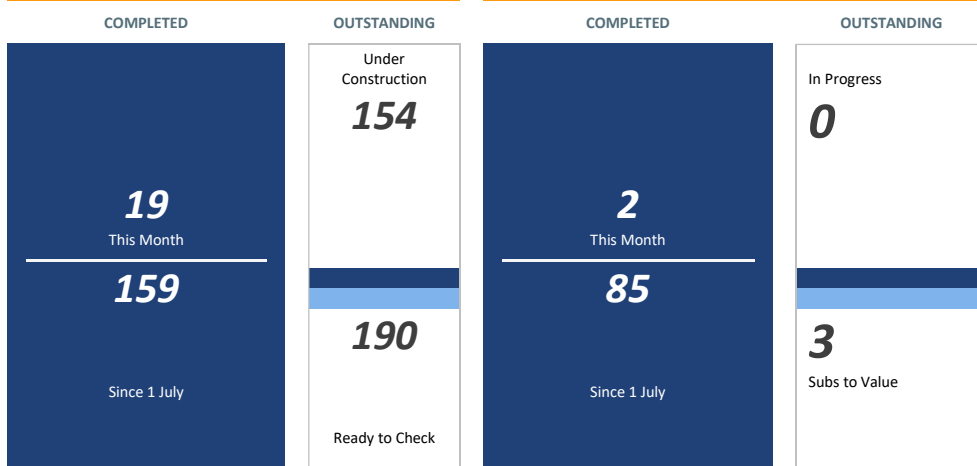 COMPLETED
OUTSTANDING
19
This Month
159
Since 1 July
Under
Construction
154
190
Ready to Check
COMPLETED
OUTSTANDING
2
This Month
85
Since 1 July
In Progress
0
3
Subs to Value